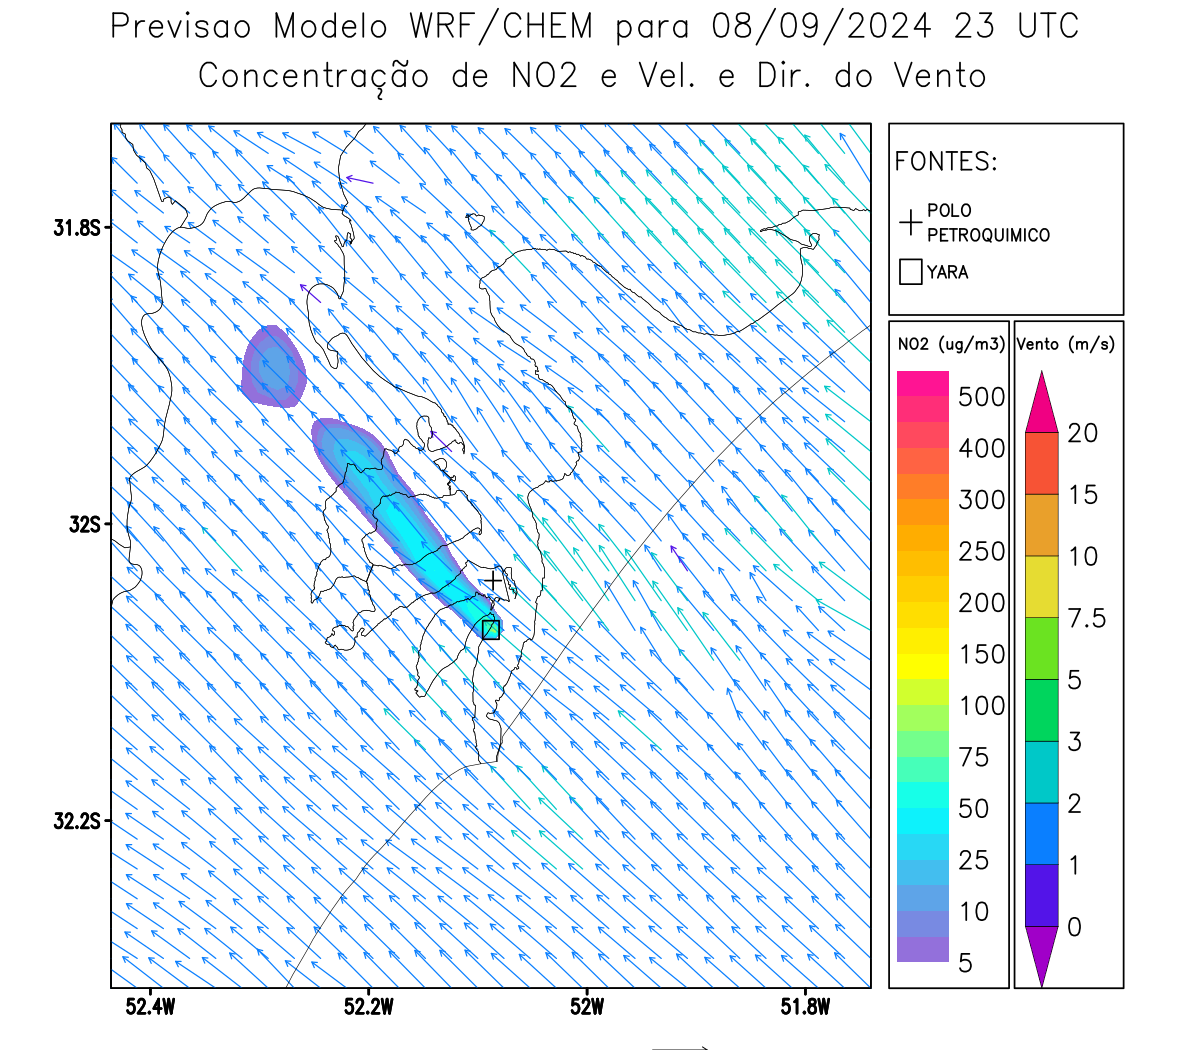 Previsao Modelo WRF/CHEM para 08/09/2024 23 UTC
Concentração de NO2 e Vel. e Dir. do Vento
FONTES:
POLO
PETROQUIMICO
YARA
NO2 (ug/m3)
500
400
300
250
200
150
100
75
50
25
10
5
Vento (m/s)
20
15
10
7.5
5
3
2
1
0
31.8S
32S
32.2S
52.4W 52.2W 52W 51.8W